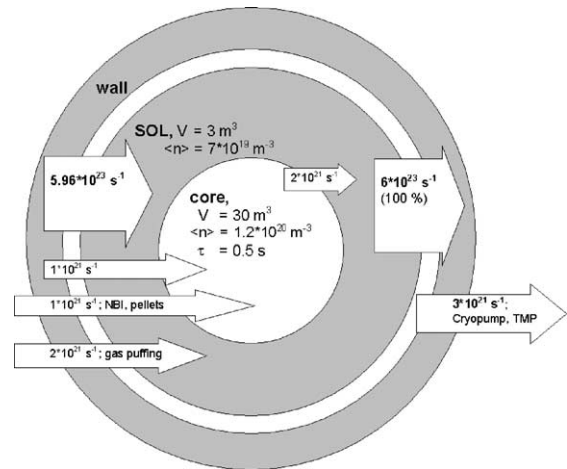 wall
SOL, V = 3 m³
<n> = 7*10¹⁹ m⁻³
5.96*10²³ s⁻¹
2*10²¹ s⁻¹
6*10²³ s⁻¹
(100 %)
core,
V = 30 m³
<n> = 1.2*10²⁰ m⁻³
τ = 0.5 s
1*10²¹ s⁻¹
1*10²¹ s⁻¹; NBI, pellets
3*10²¹ s⁻¹;
Cryopump, TMP
2*10²¹ s⁻¹; gas puffing